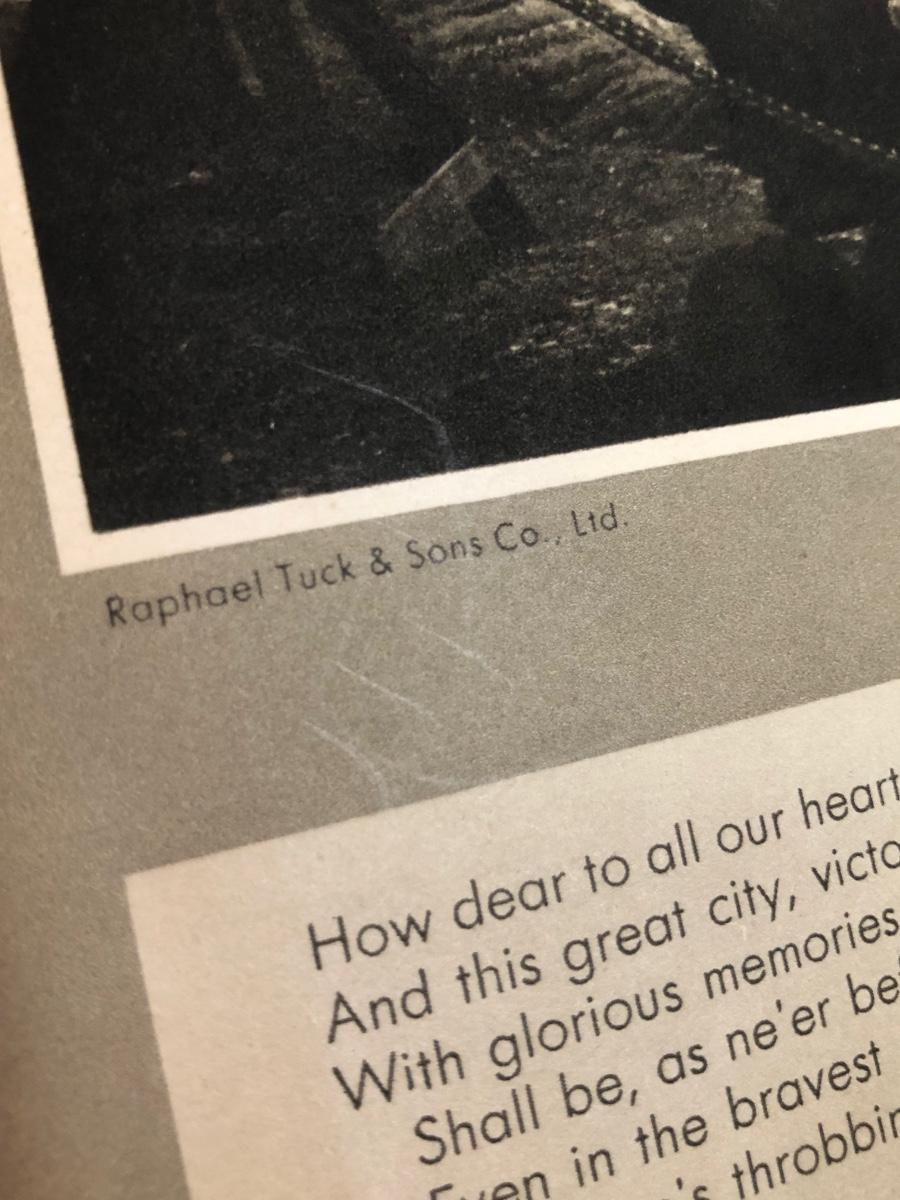 Raphael Tuck & Sons Co., Ltd.
How dear to all our heart
And this great city, victo
With glorious memories
Shall be, as ne'er be
Even in the bravest
throbbin